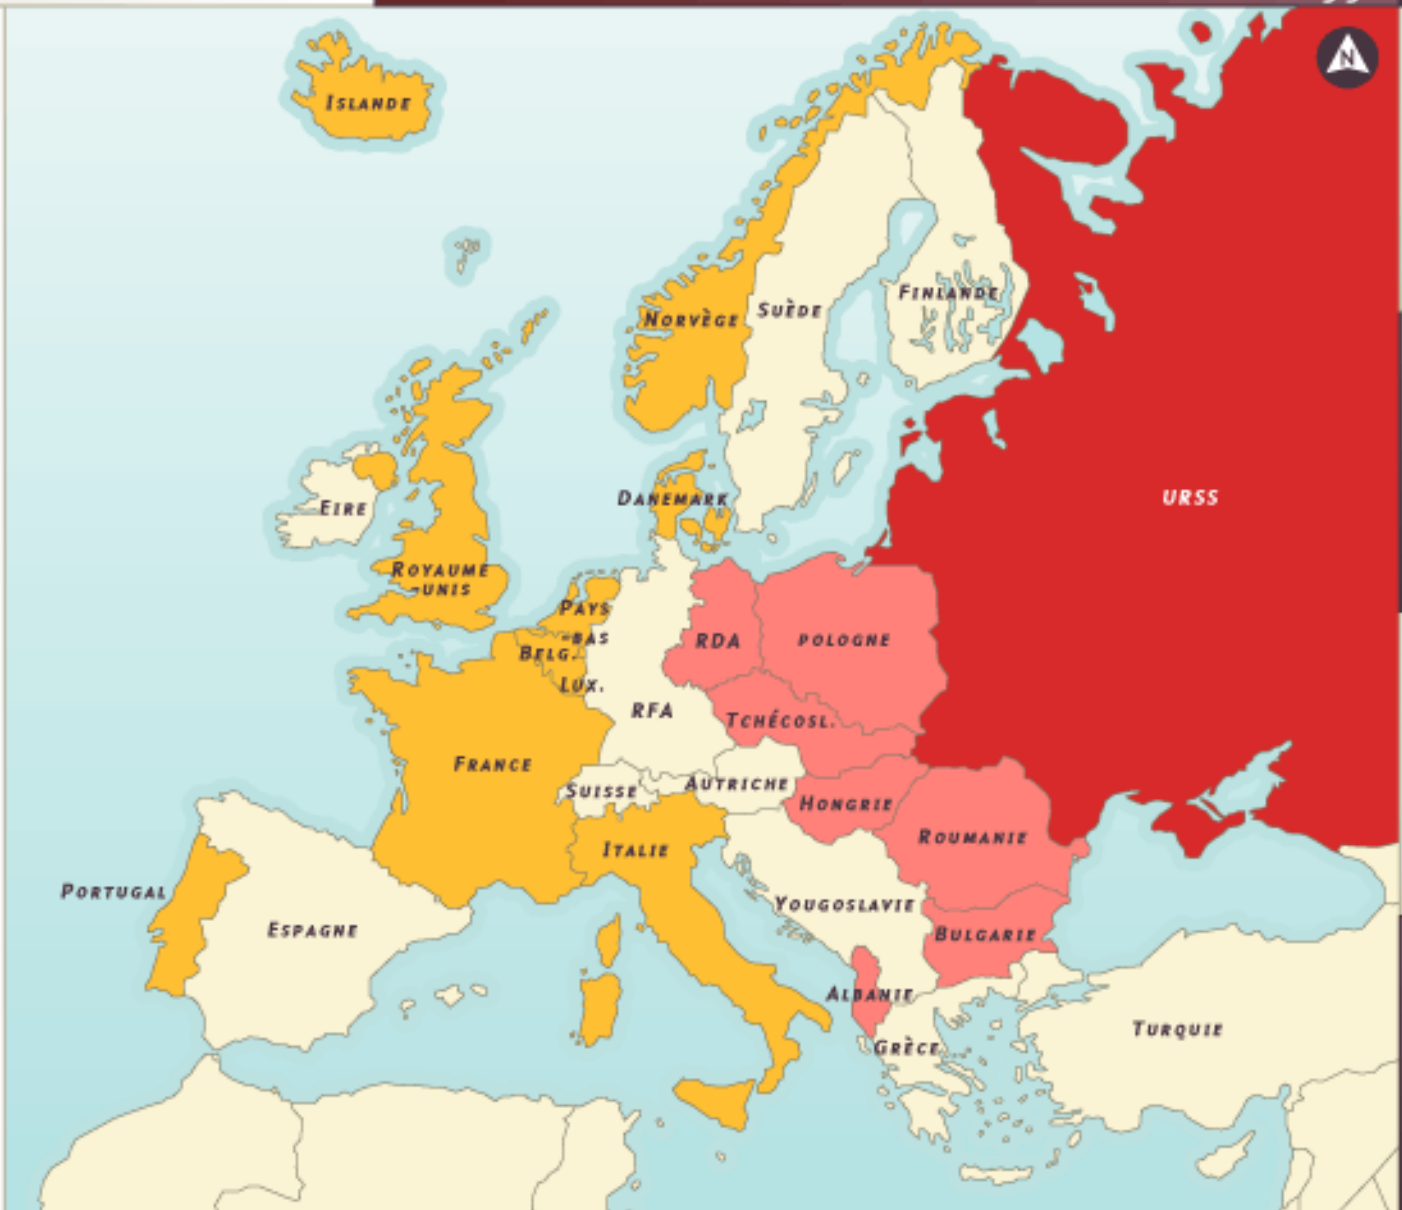 N
Islande
Norvège
Suède
Finlande
Danemark
URSS
Eire
Royaume
-unis
Pays
-bas
Belg.
Lux.
RDA
Pologne
RFA
Tchécosl.
France
Suisse
Autriche
Hongrie
Roumanie
Italie
Portugal
Espagne
Yougoslavie
Bulgarie
Albanie
Grèce
Turquie